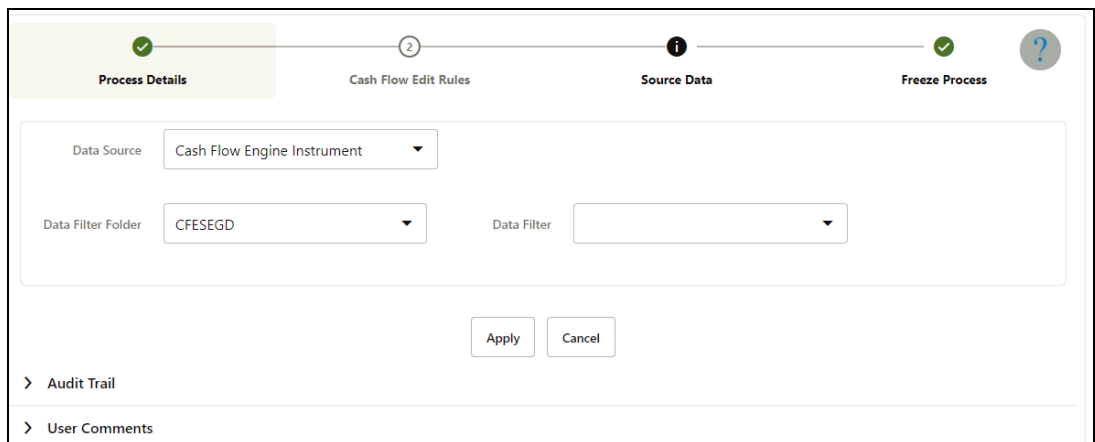 2
i
?
Process Details
Cash Flow Edit Rules
Source Data
Freeze Process
Data Source
Cash Flow Engine Instrument
Data Filter Folder
CFESEGD
Data Filter
Apply
Cancel
Audit Trail
User Comments